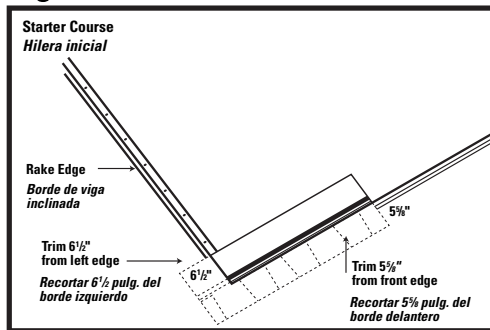 Starter Course
Hilera inicial
Rake Edge
Borde de viga
inclinada
5⅝"
Trim 6½"
from left edge
6½"
Recortar 6½ pulg. del
borde izquierdo
Trim 5⅝"
from front edge
Recortar 5⅝ pulg. del
borde delantero